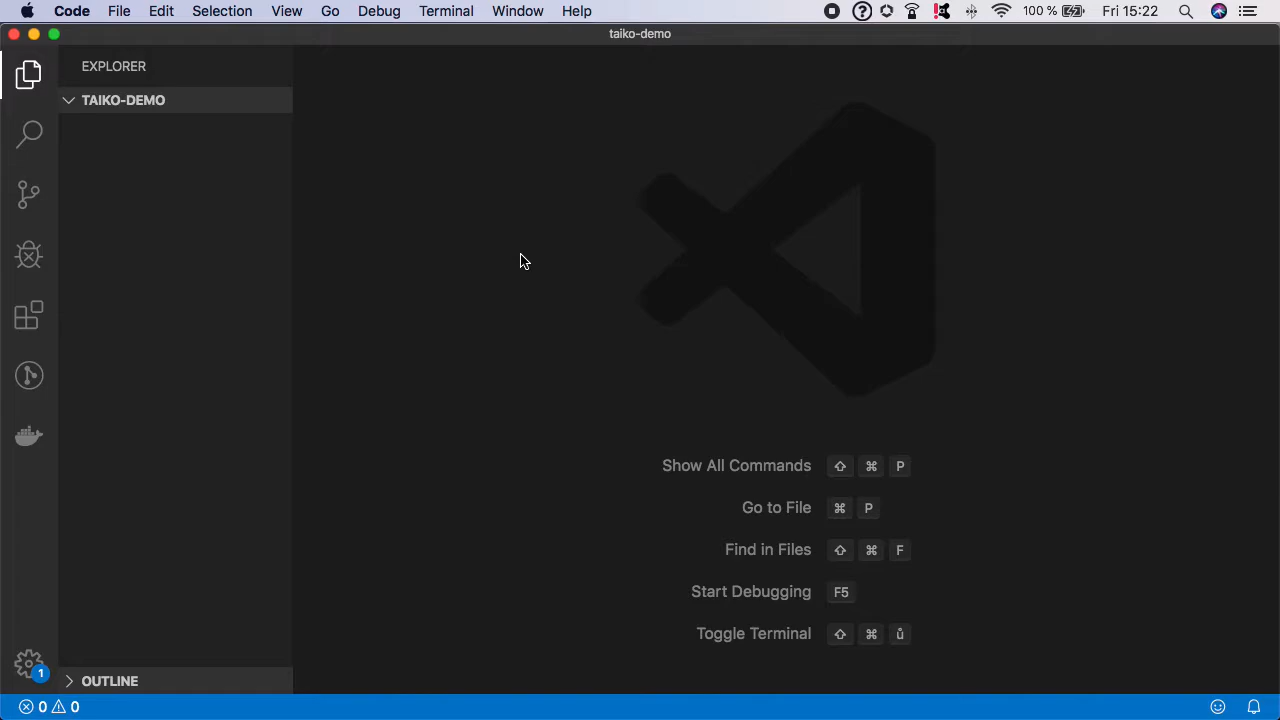 Code File Edit Selection View Go Debug Terminal Window Help 100 % Fri 15:22
taiko-demo
EXPLORER
TAIKO-DEMO
Show All Commands ⇧ ⌘ P
Go to File ⌘ P
Find in Files ⇧ ⌘ F
Start Debugging F5
Toggle Terminal ⇧ ⌘ ů
1
OUTLINE
0 0